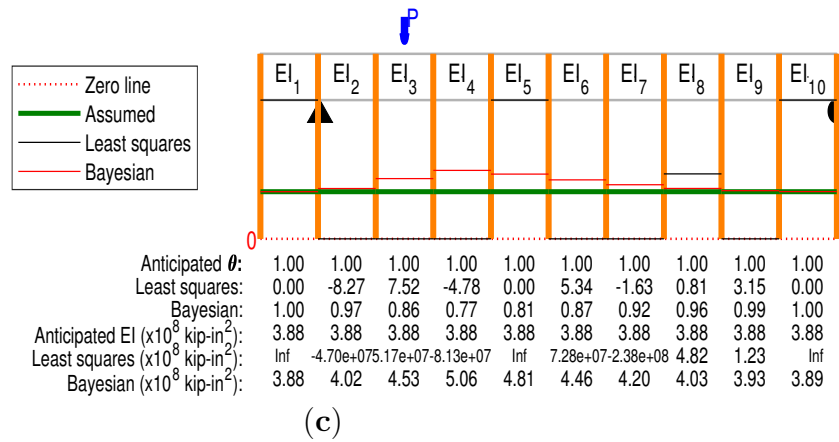 P
EI1 EI2 EI3 EI4 EI5 EI6 EI7 EI8 EI9 EI10
Zero line
Assumed
Least squares
Bayesian
0
Anticipated θ: 1.00 1.00 1.00 1.00 1.00 1.00 1.00 1.00 1.00 1.00
Least squares: 0.00 -8.27 7.52 -4.78 0.00 5.34 -1.63 0.81 3.15 0.00
Bayesian: 1.00 0.97 0.86 0.77 0.81 0.87 0.92 0.96 0.99 1.00
Anticipated EI (x10^8 kip-in^2): 3.88 3.88 3.88 3.88 3.88 3.88 3.88 3.88 3.88 3.88
Least squares (x10^8 kip-in^2): Inf -4.70e+07 5.17e+07 -8.13e+07 Inf 7.28e+07 -2.38e+08 4.82 1.23 Inf
Bayesian (x10^8 kip-in^2): 3.88 4.02 4.53 5.06 4.81 4.46 4.20 4.03 3.93 3.89
(c)